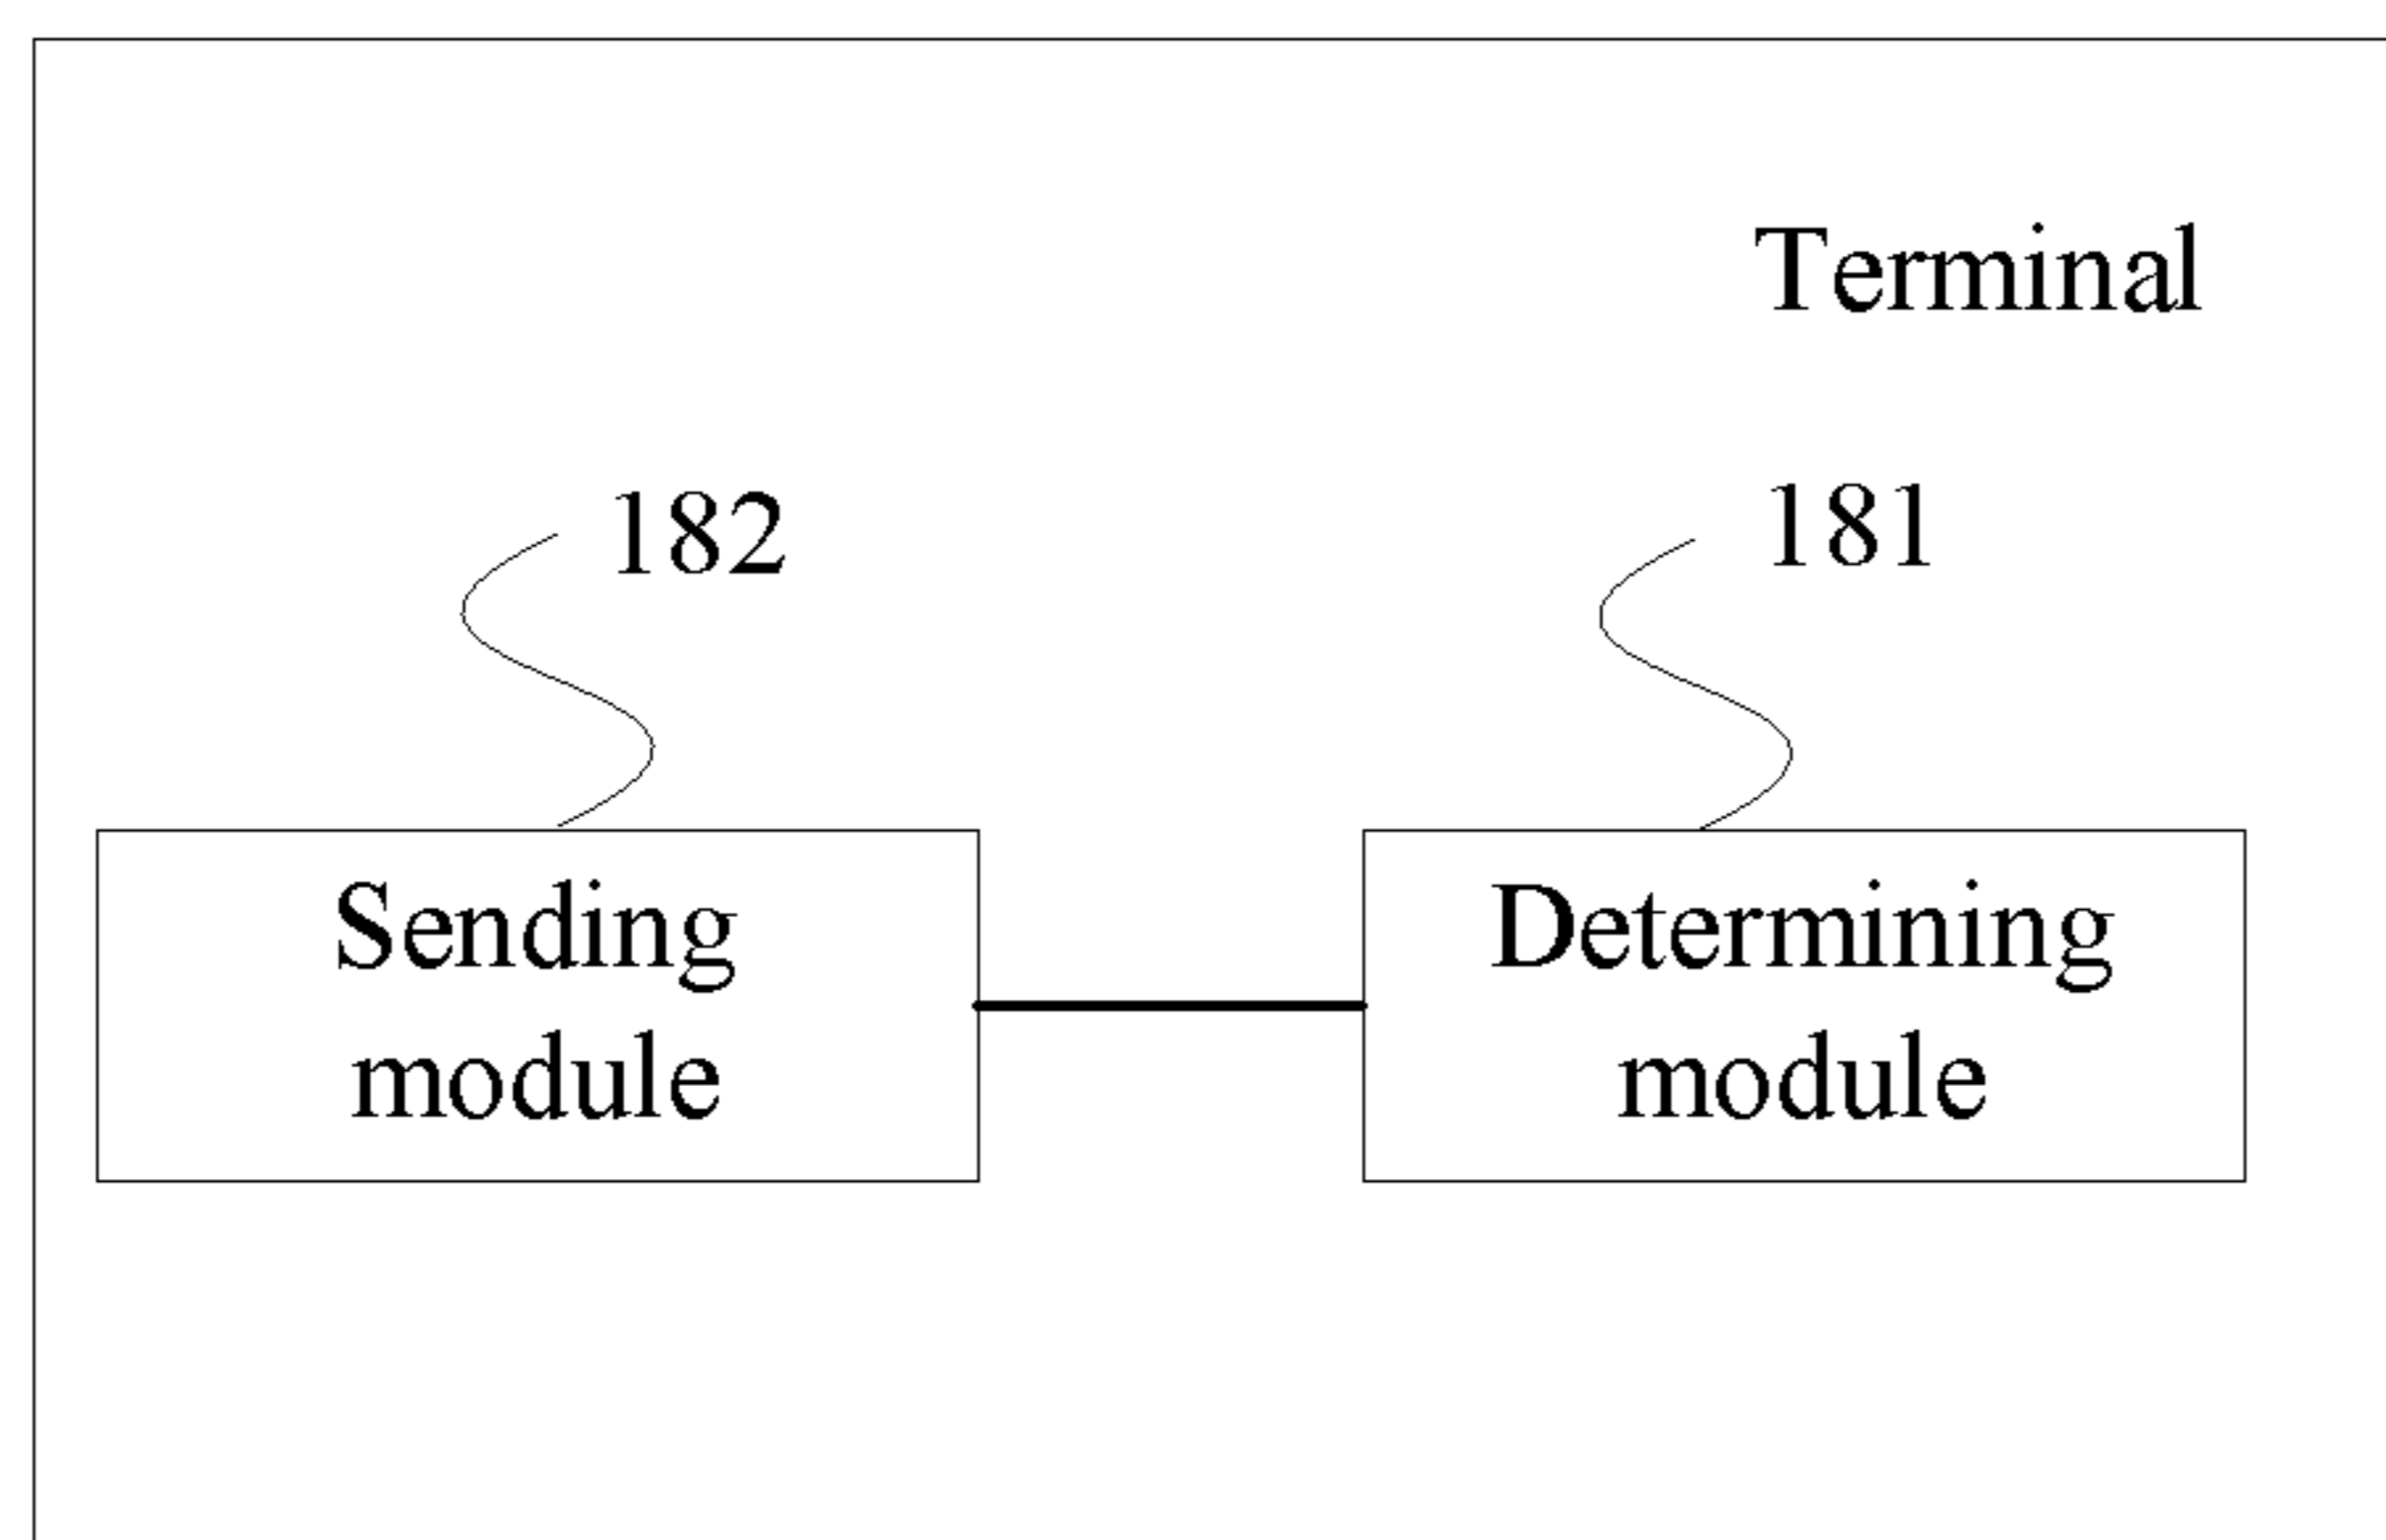 Terminal
182
181
Sending
module
Determining
module